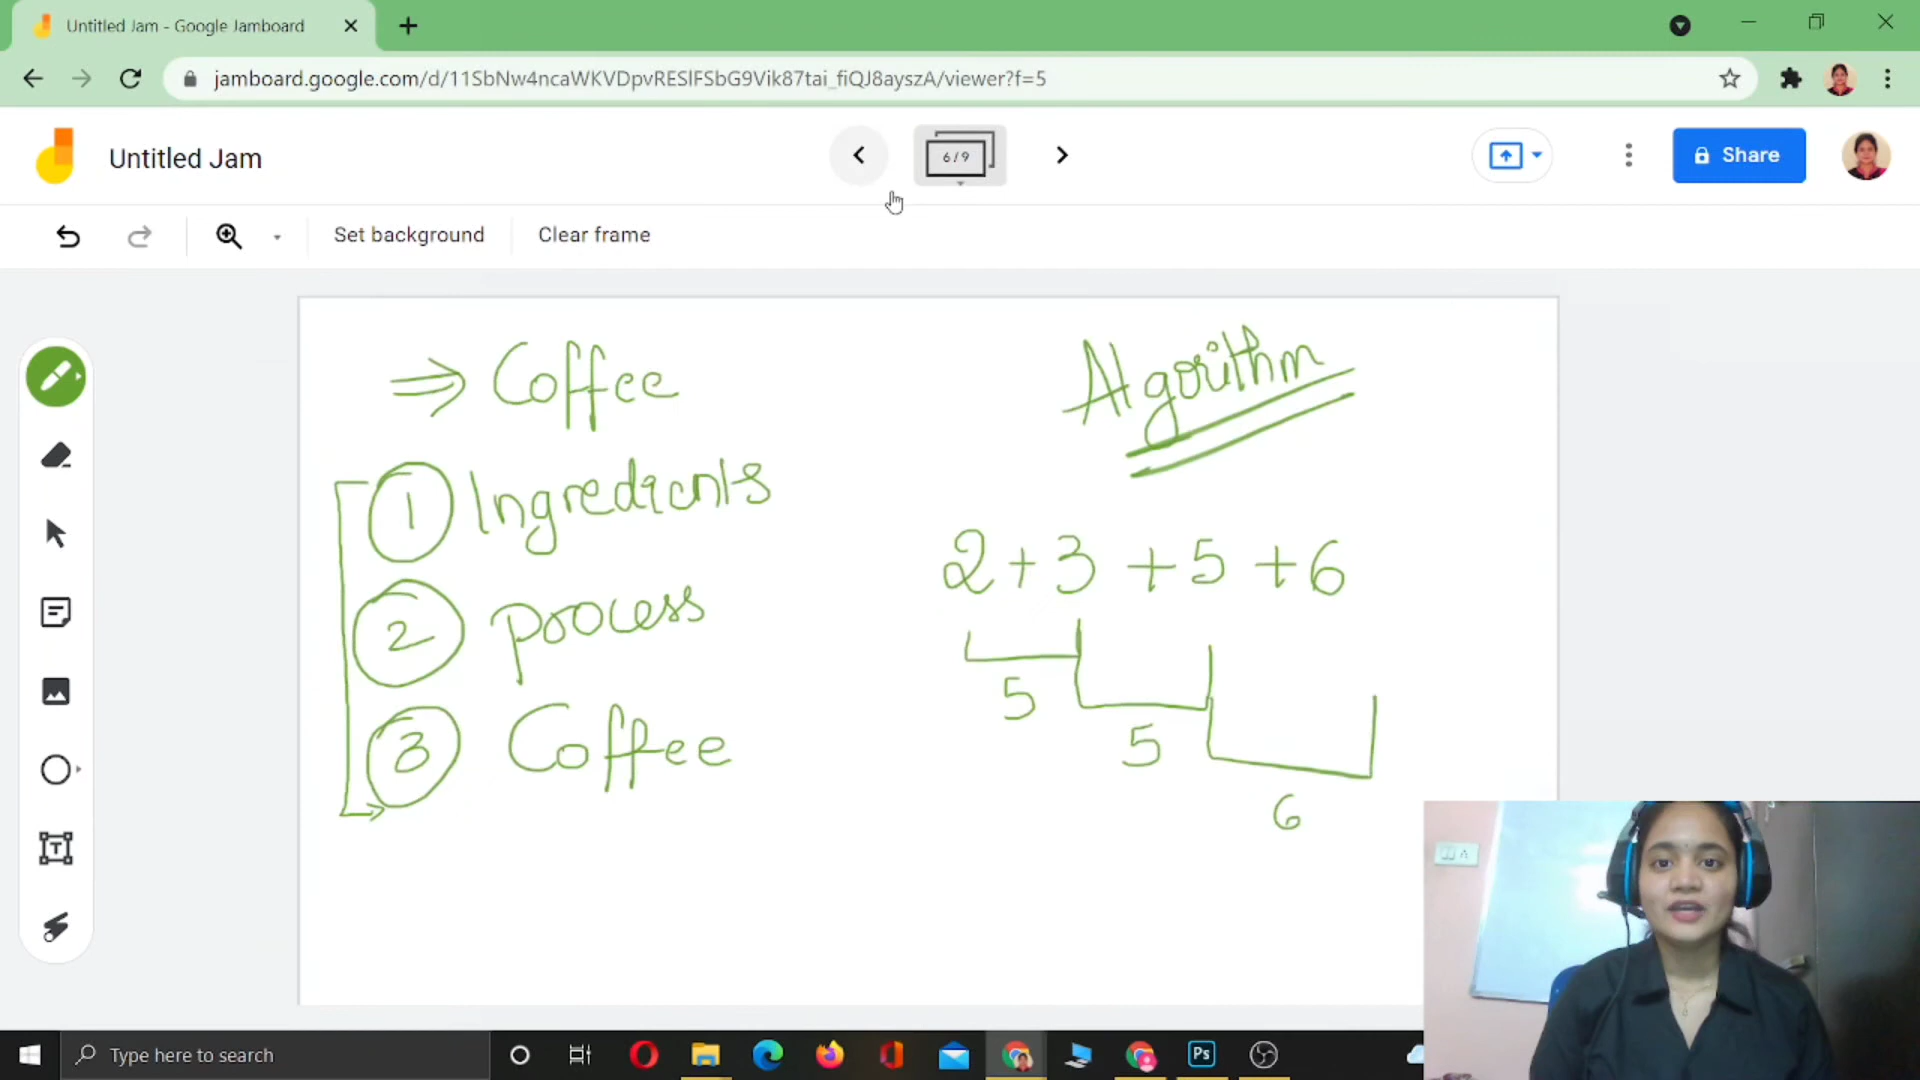 Untitled Jam - Google Jamboard
jamboard.google.com/d/11SbNw4ncaWKVDpvRESlFSbG9Vik87tai_fiQJ8ayszA/viewer?f=5
Untitled Jam
6/9
Share
Set background
Clear frame
⇒ Coffee
Algorithm
① Ingredients
2 + 3 + 5 + 6
② process
5
③ Coffee
5
6
Type here to search
Ps